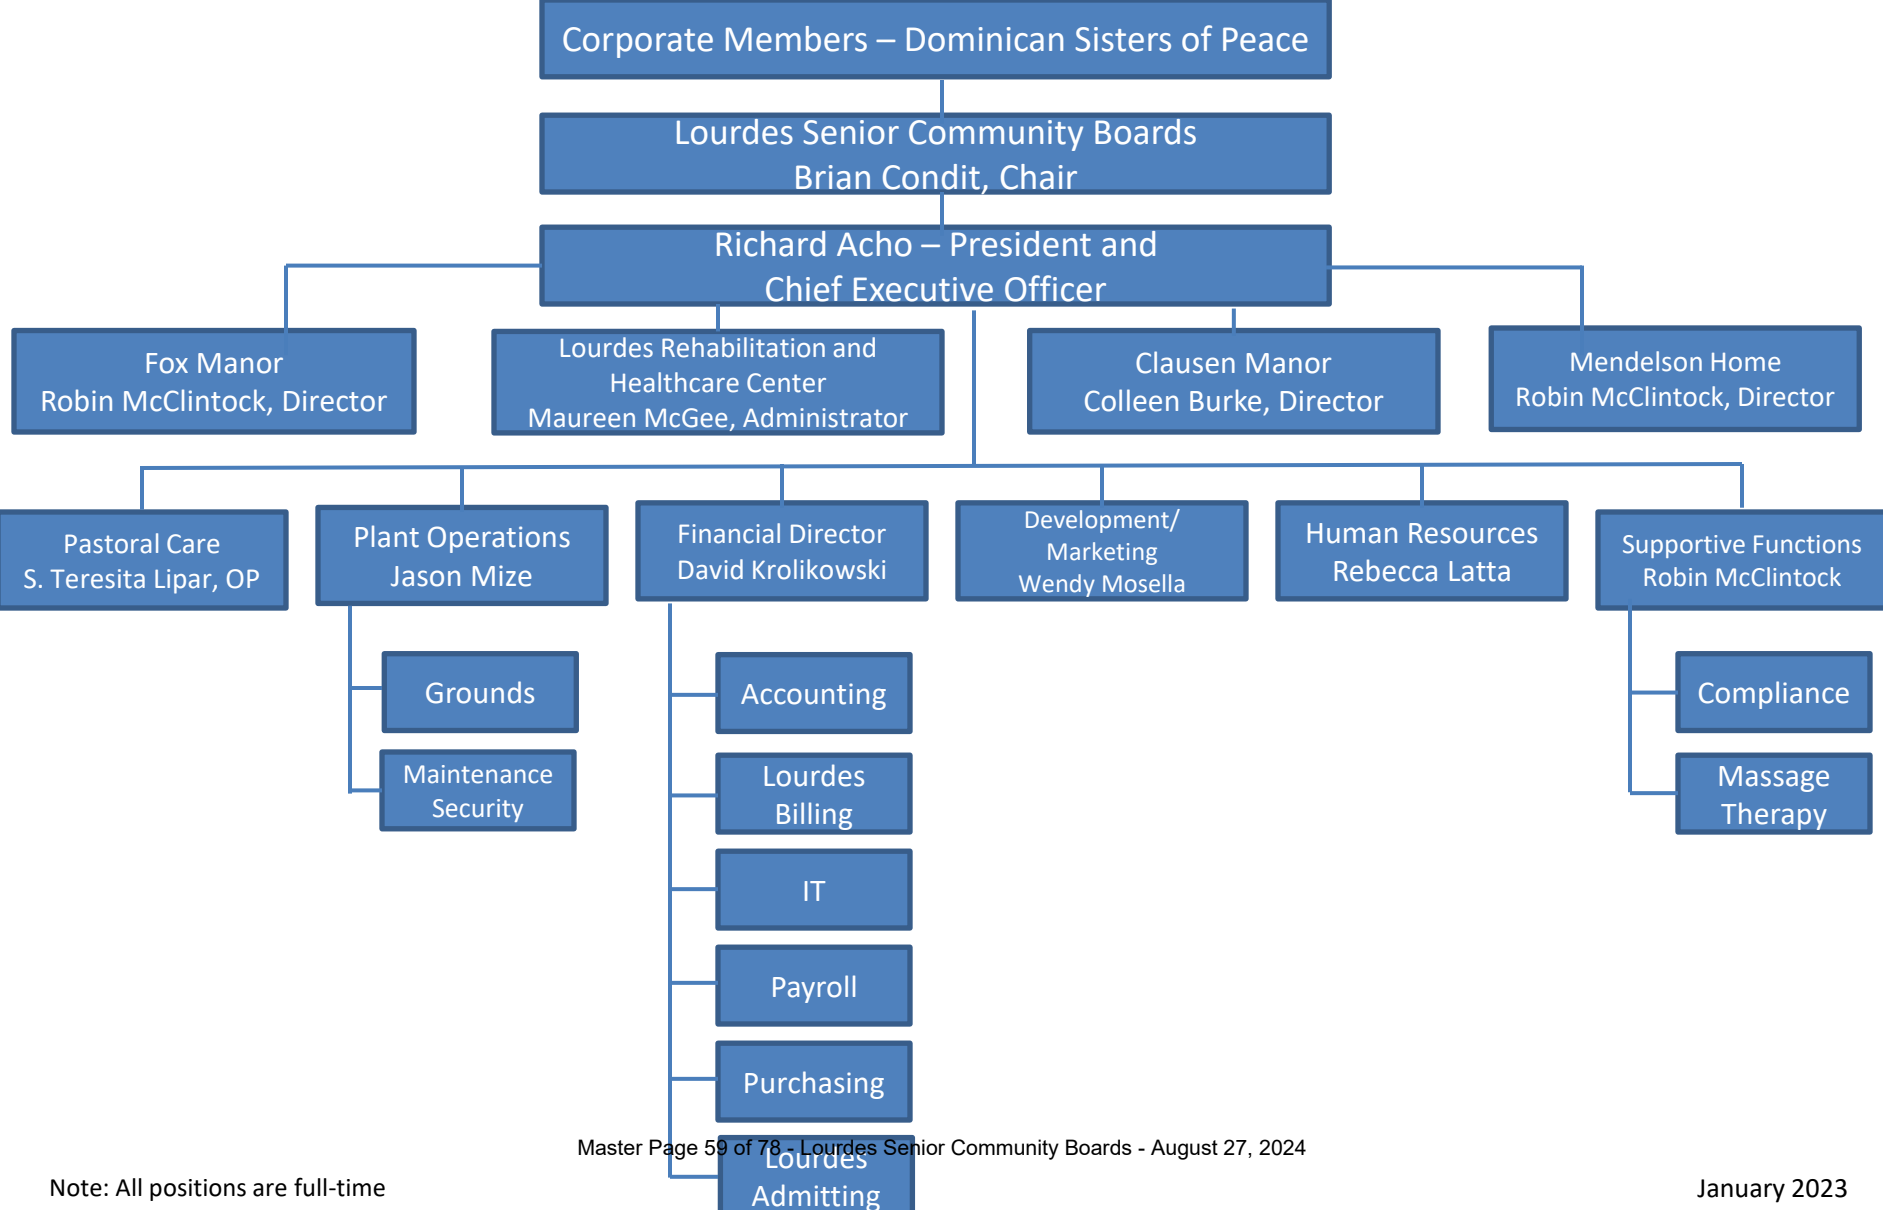 Corporate Members – Dominican Sisters of Peace
Lourdes Senior Community Boards
Brian Condit, Chair
Richard Acho – President and
Chief Executive Officer
Fox Manor
Robin McClintock, Director
Lourdes Rehabilitation and
Healthcare Center
Maureen McGee, Administrator
Clausen Manor
Colleen Burke, Director
Mendelson Home
Robin McClintock, Director
Pastoral Care
S. Teresita Lipar, OP
Plant Operations
Jason Mize
Financial Director
David Krolikowski
Development/
Marketing
Wendy Mosella
Human Resources
Rebecca Latta
Supportive Functions
Robin McClintock
Grounds
Maintenance
Security
Accounting
Lourdes
Billing
IT
Payroll
Purchasing
Lourdes
Admitting
Compliance
Massage
Therapy
Master Page 59 of 78 - Lourdes Senior Community Boards - August 27, 2024
Note: All positions are full-time
January 2023